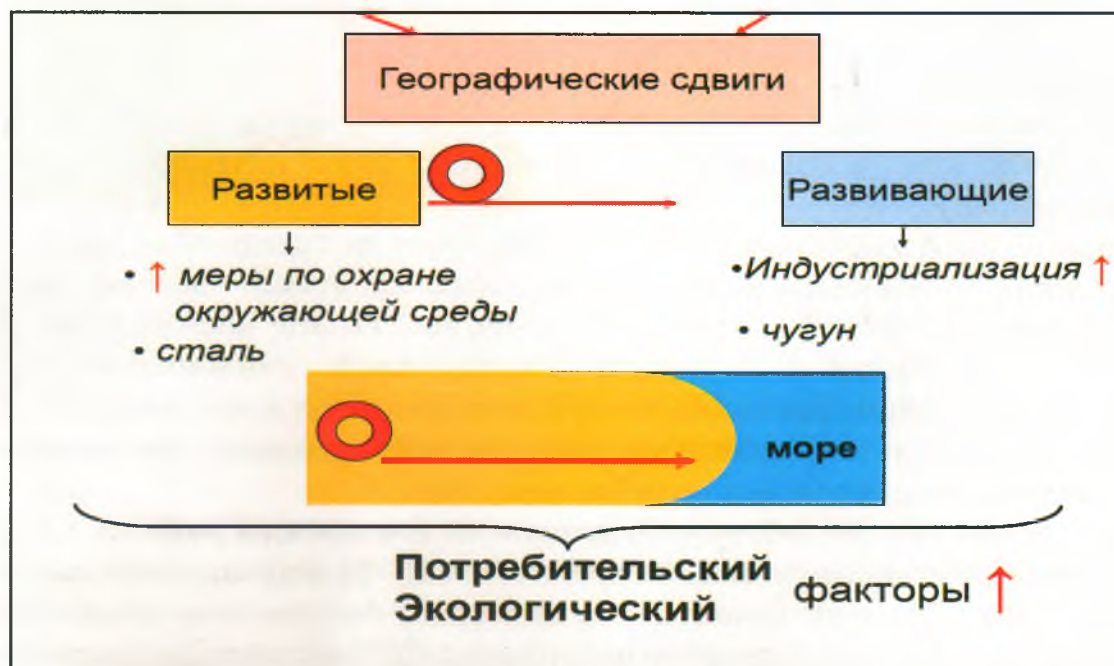 Географические сдвиги
Развитые
Развивающие
• ↑ меры по охране
окружающей среды
• сталь
•Индустриализация ↑
• чугун
море
Потребительский
Экологический
факторы ↑